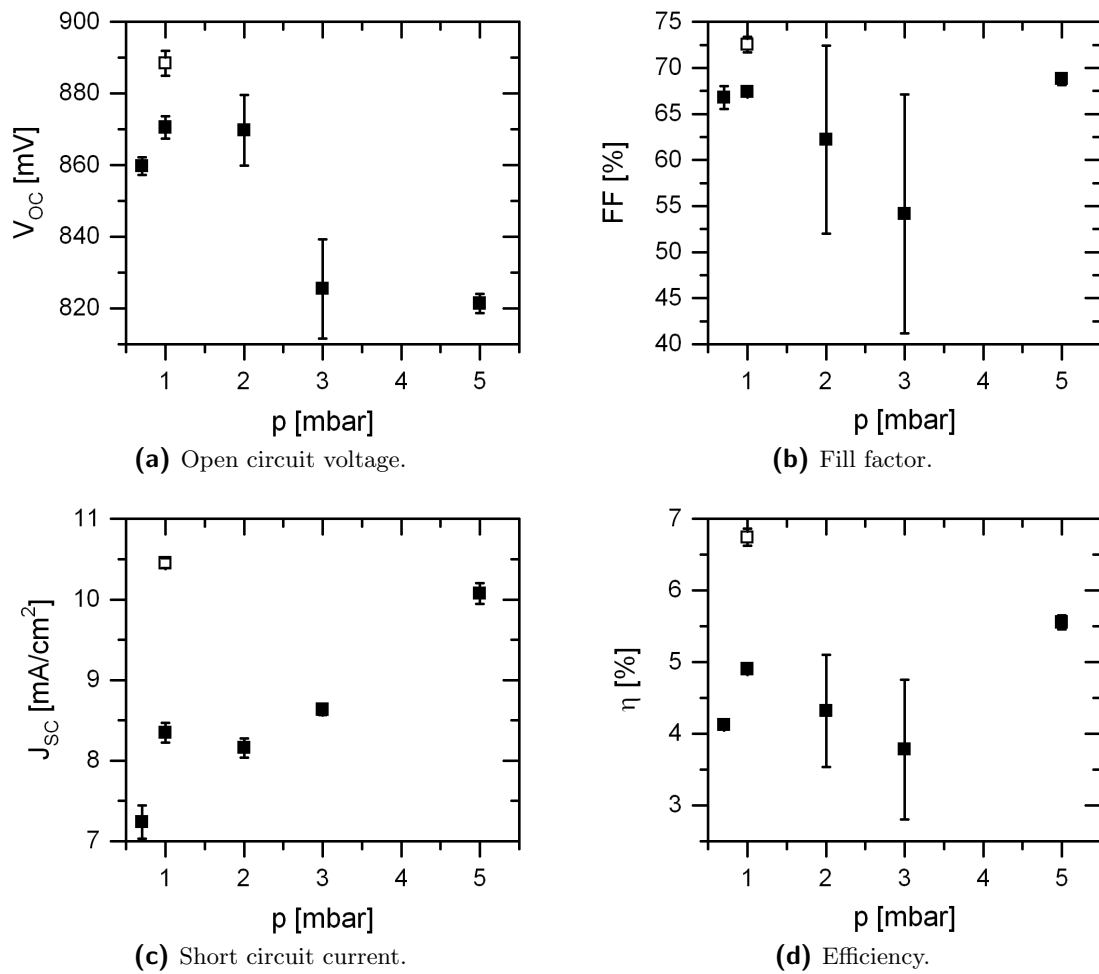 900
880
860
840
820
V_OC [mV]
1 2 3 4 5
p [mbar]
(a) Open circuit voltage.
75
70
65
60
55
50
45
40
FF [%]
1 2 3 4 5
p [mbar]
(b) Fill factor.
11
10
9
8
7
J_SC [mA/cm²]
1 2 3 4 5
p [mbar]
(c) Short circuit current.
7
6
5
4
3
η [%]
1 2 3 4 5
p [mbar]
(d) Efficiency.